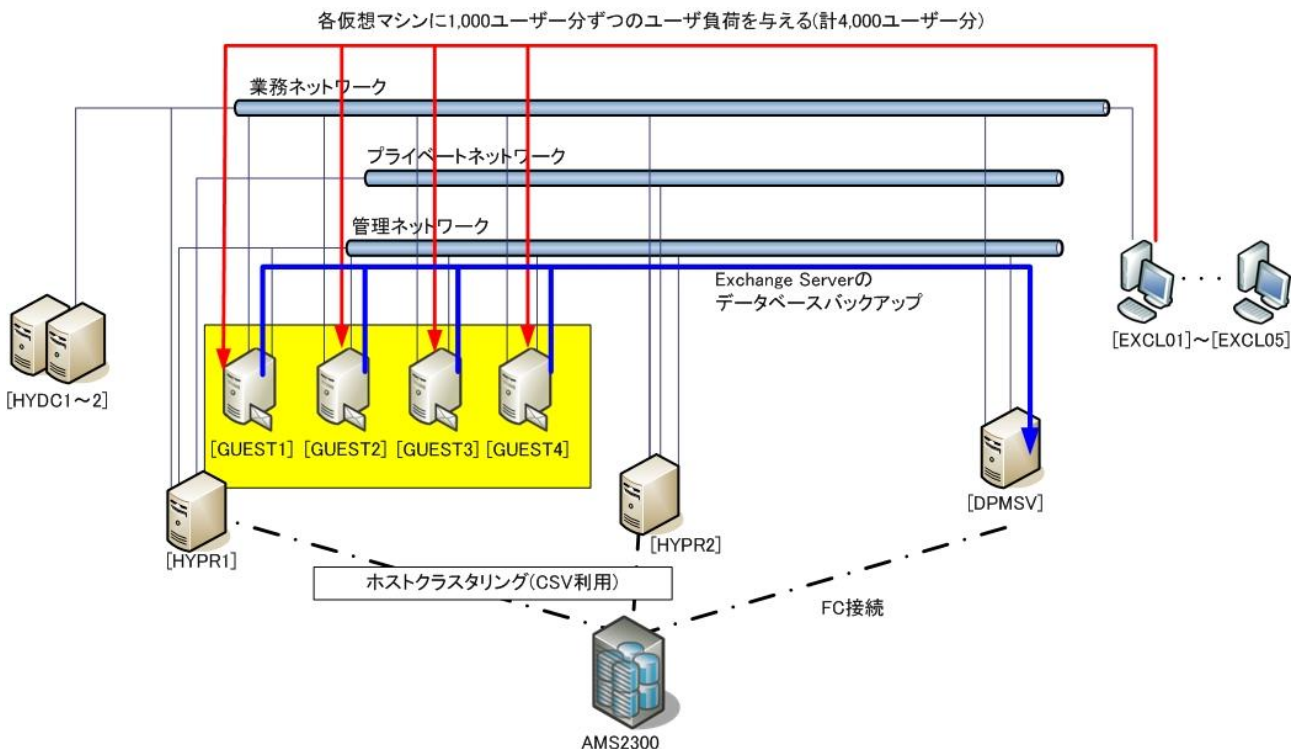 各仮想マシンに1,000ユーザー分ずつのユーザ負荷を与える(計4,000ユーザー分)
業務ネットワーク
プライベートネットワーク
管理ネットワーク
Exchange Serverの
データベースバックアップ
[EXCL01]～[EXCL05]
[HYDC1～2]
[GUEST1]
[GUEST2]
[GUEST3]
[GUEST4]
[DPMSV]
[HYPR1]
[HYPR2]
ホストクラスタリング(CSV利用)
FC接続
AMS2300